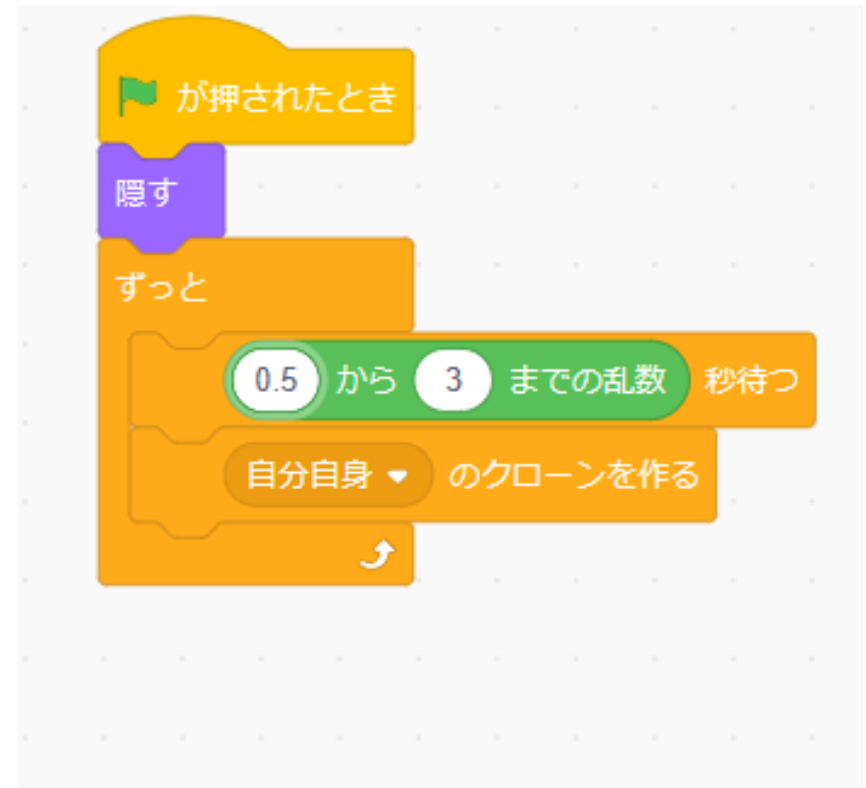 が押されたとき
隠す
ずっと
0.5 から 3 までの乱数 秒待つ
自分自身 のクローンを作る